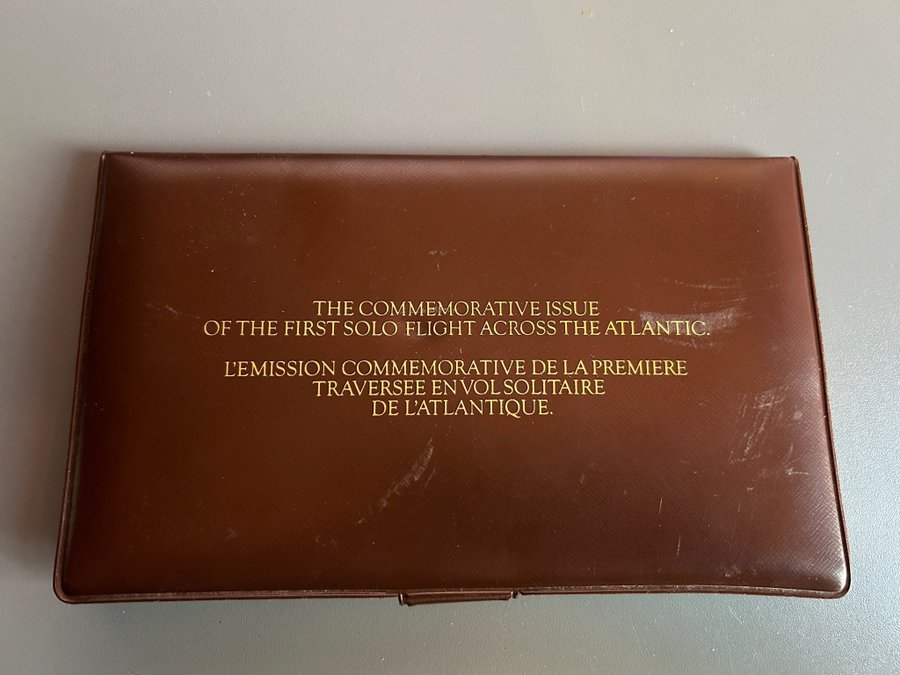 THE COMMEMORATIVE ISSUE
OF THE FIRST SOLO FLIGHT ACROSS THE ATLANTIC.
L'EMISSION COMMEMORATIVE DE LA PREMIERE
TRAVERSEE EN VOL SOLITAIRE
DE L'ATLANTIQUE.